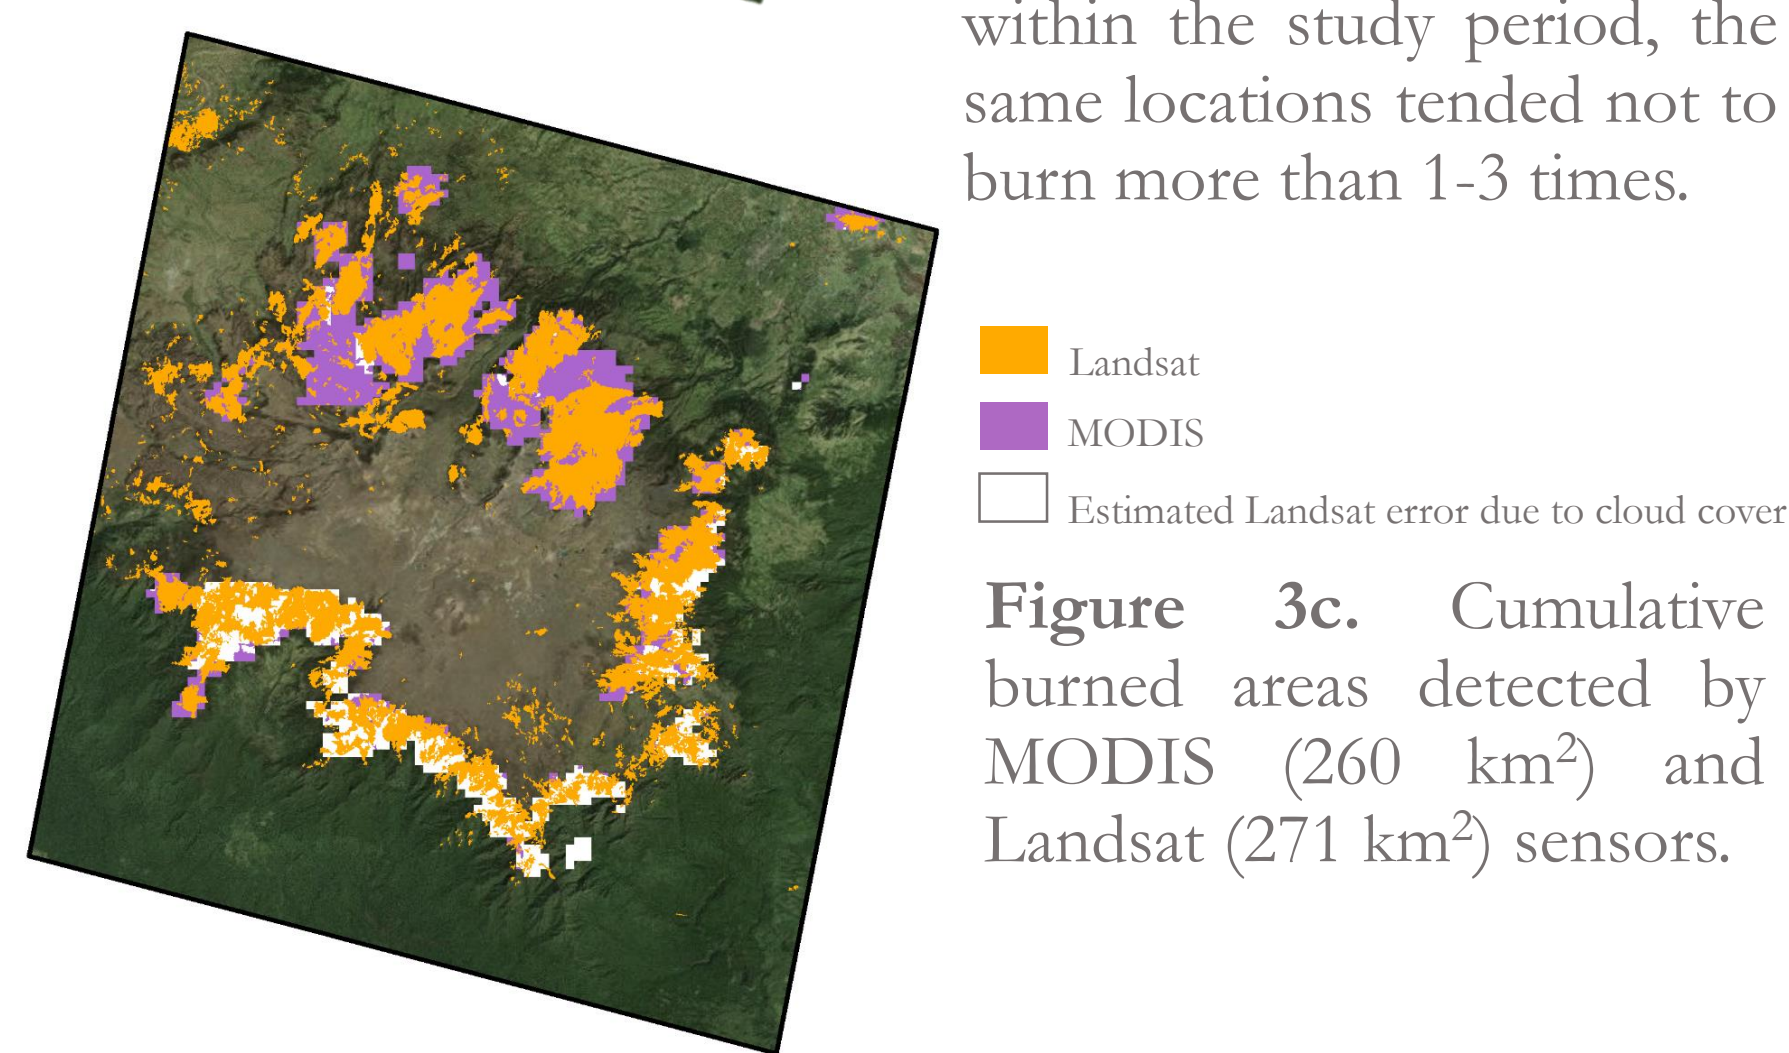 within the study period, the
same locations tended not to
burn more than 1-3 times.
Landsat
MODIS
Estimated Landsat error due to cloud cover
Figure 3c. Cumulative
burned areas detected by
MODIS (260 km²) and
Landsat (271 km²) sensors.